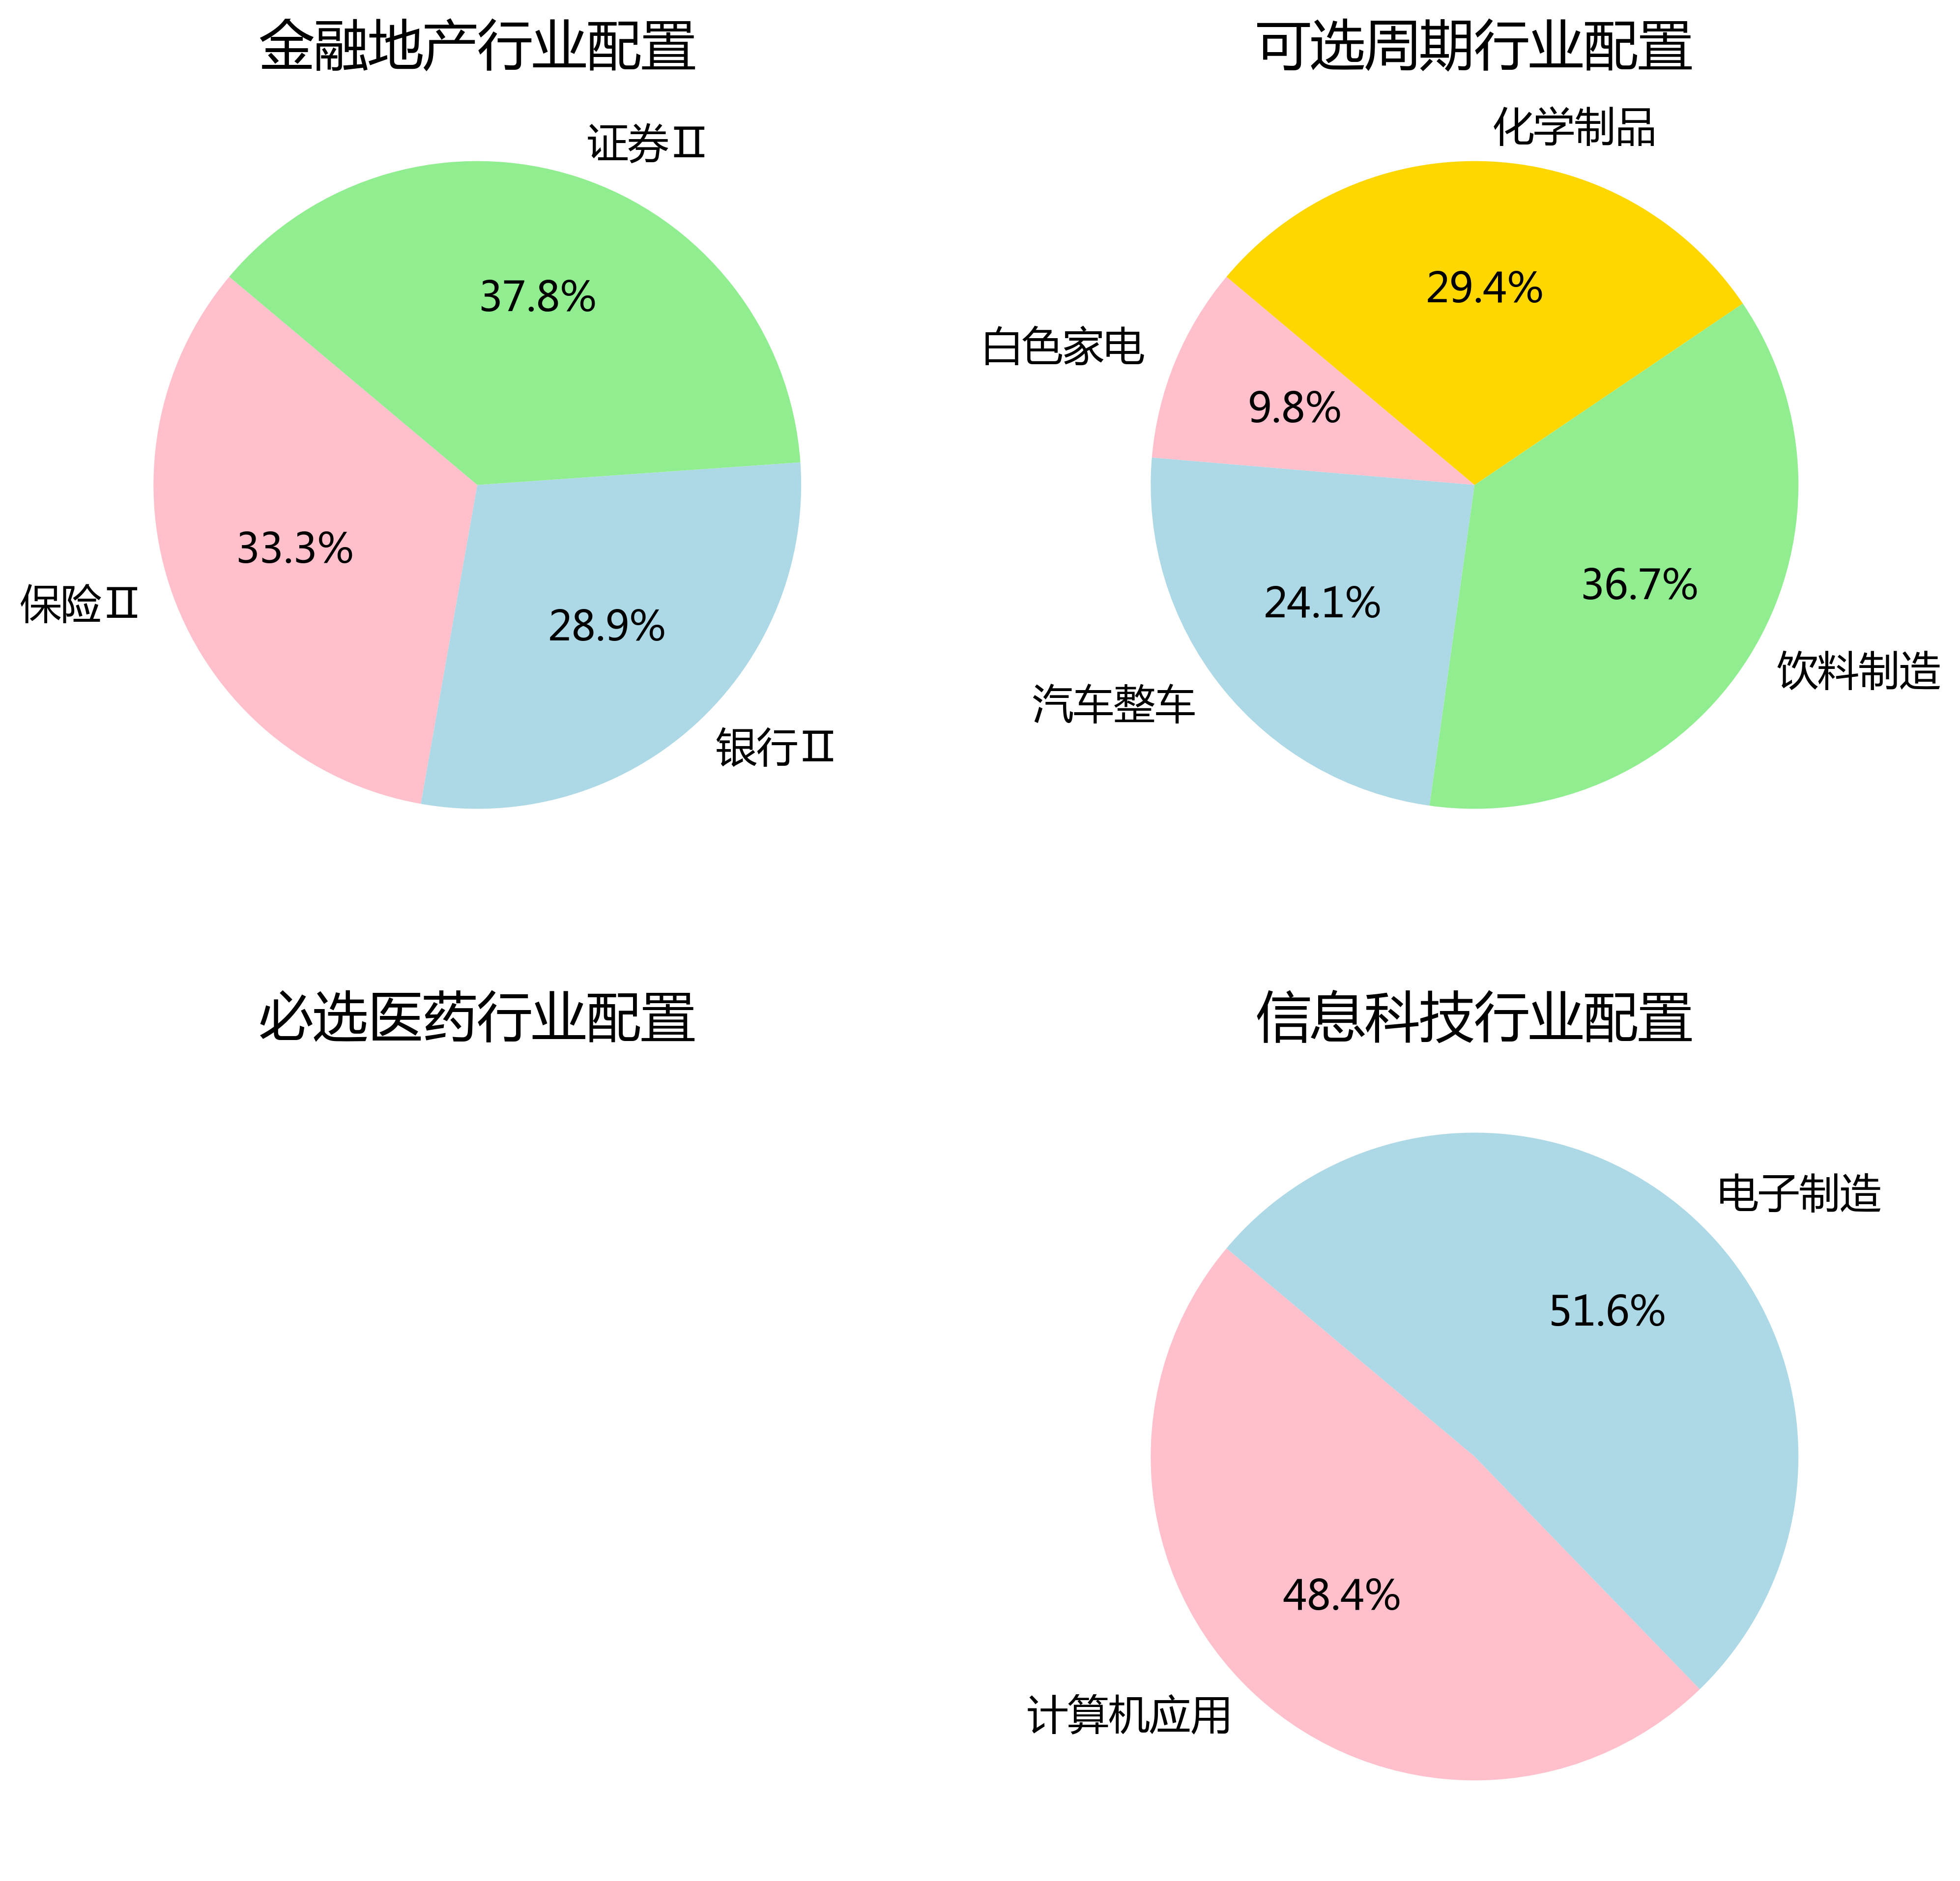 金融地产行业配置
证券Ⅱ
37.8%
33.3%
保险Ⅱ
28.9%
银行Ⅱ
可选周期行业配置
化学制品
29.4%
白色家电
9.8%
36.7%
24.1%
饮料制造
汽车整车
必选医药行业配置
信息科技行业配置
电子制造
51.6%
48.4%
计算机应用